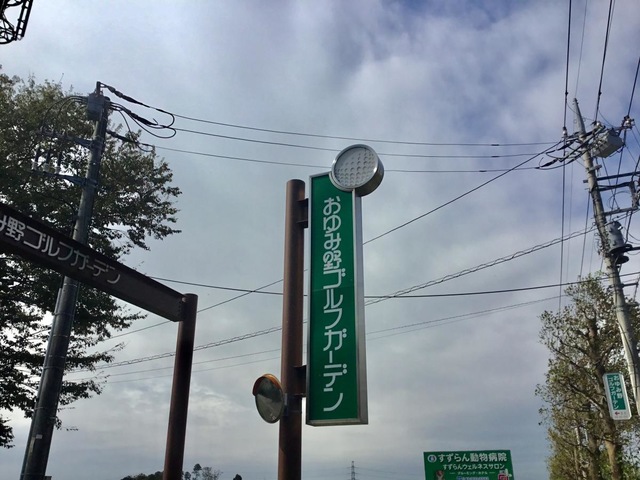 み野ゴルフガーデン
おゆみ野ゴルフガーデン
すずらん動物病院
すずらんウェルネスサロン